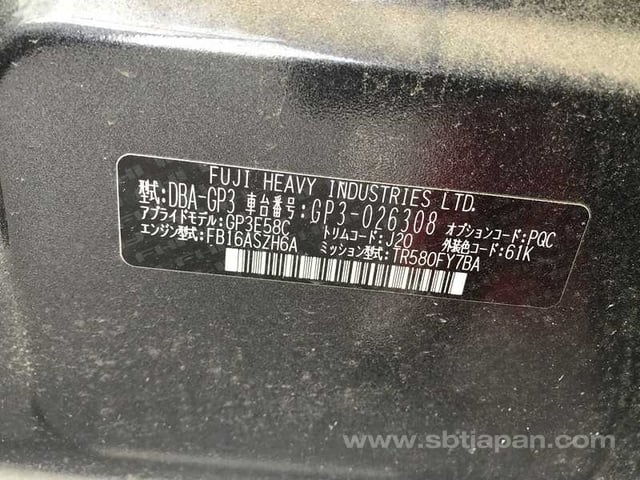 FUJI HEAVY INDUSTRIES LTD.
型式:DBA-GP3 車台番号:GP3-026308 オプションコード:PQC
アプライドモデル:GP3E58C トリムコード:J20 外装色コード:61K
エンジン型式:FB16ASZH6A ミッション型式:TR580FY7BA
www.sbtjapan.com